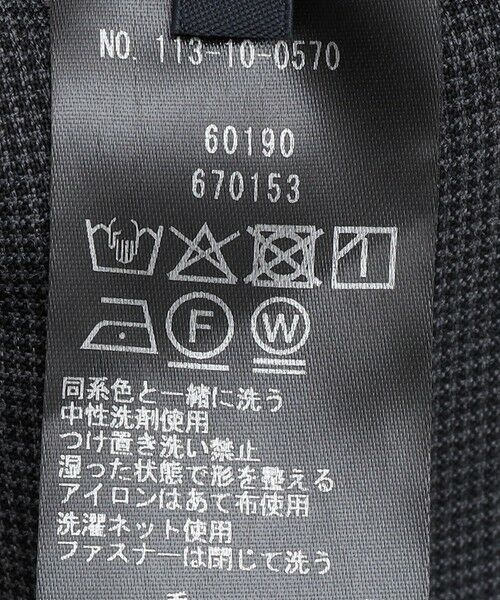 NO. 113-10-0570
60190
670153
F W
同系色と一緒に洗う
中性洗剤使用
つけ置き洗い禁止
湿った状態で形を整える
アイロンはあて布使用
洗濯ネット使用
ファスナーは閉じて洗う